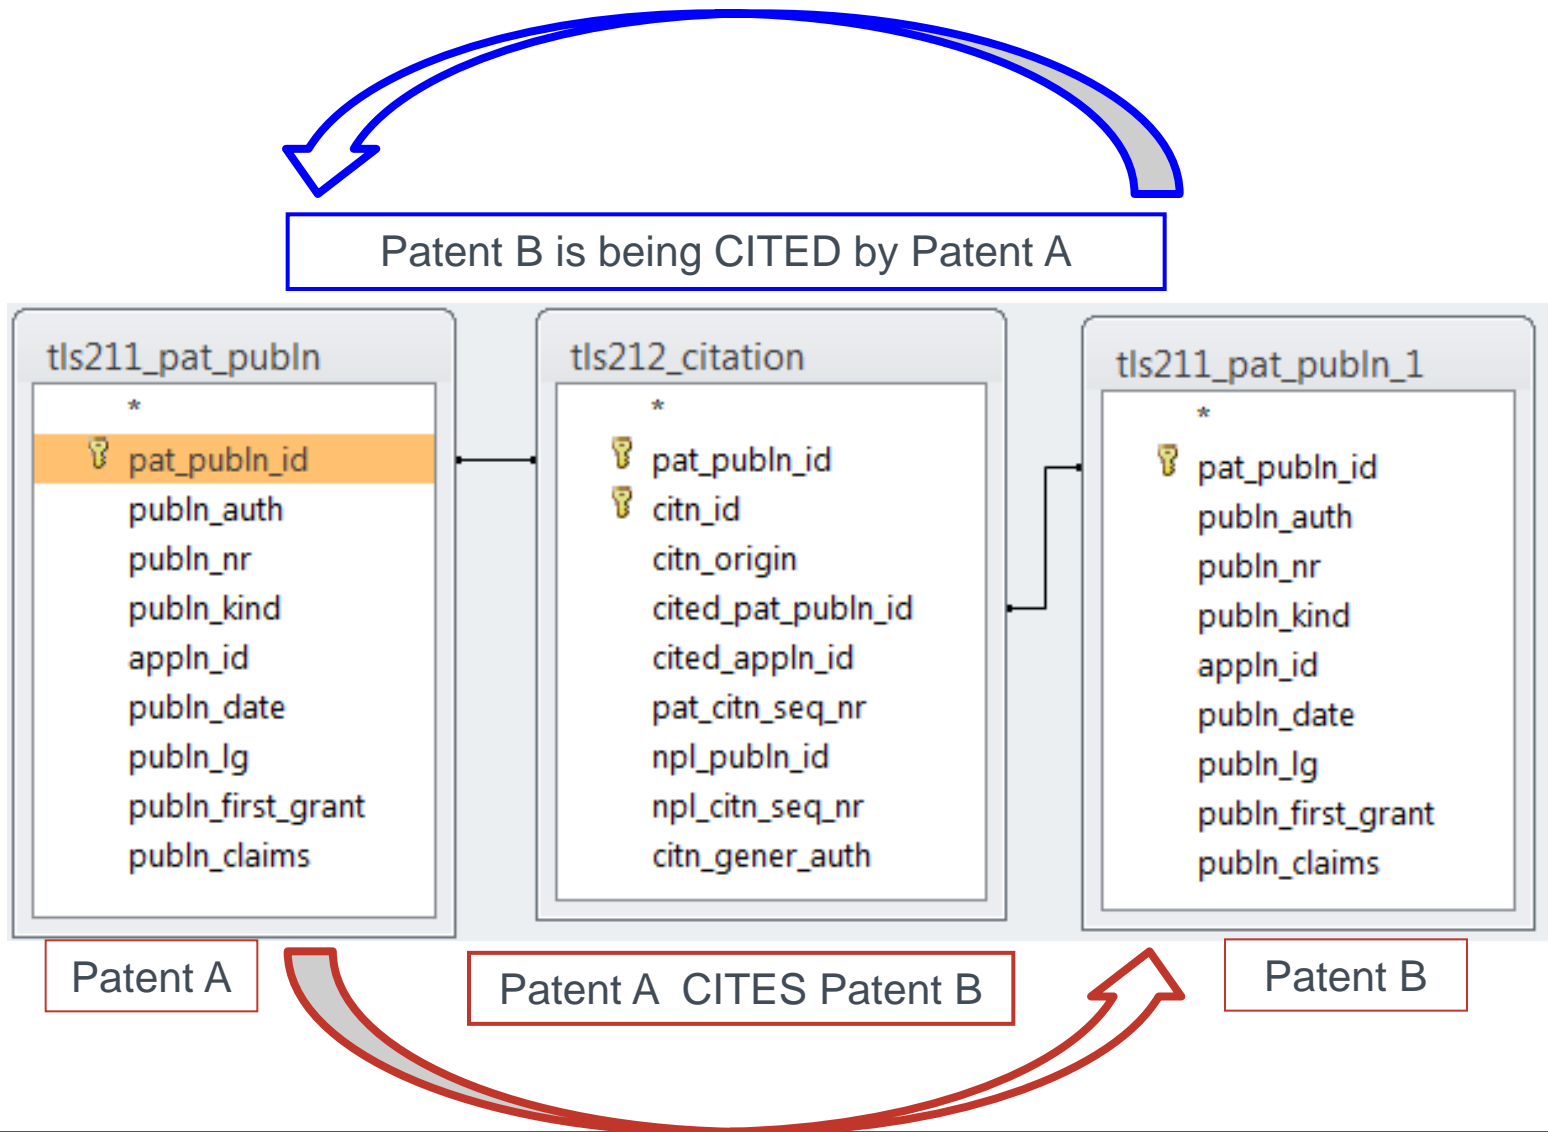 Patent B is being CITED by Patent A
tls211_pat_publn
*
pat_publn_id
publn_auth
publn_nr
publn_kind
appln_id
publn_date
publn_lg
publn_first_grant
publn_claims
tls212_citation
*
pat_publn_id
citn_id
citn_origin
cited_pat_publn_id
cited_appln_id
pat_citn_seq_nr
npl_publn_id
npl_citn_seq_nr
citn_gener_auth
tls211_pat_publn_1
*
pat_publn_id
publn_auth
publn_nr
publn_kind
appln_id
publn_date
publn_lg
publn_first_grant
publn_claims
Patent A
Patent A  CITES Patent B
Patent B